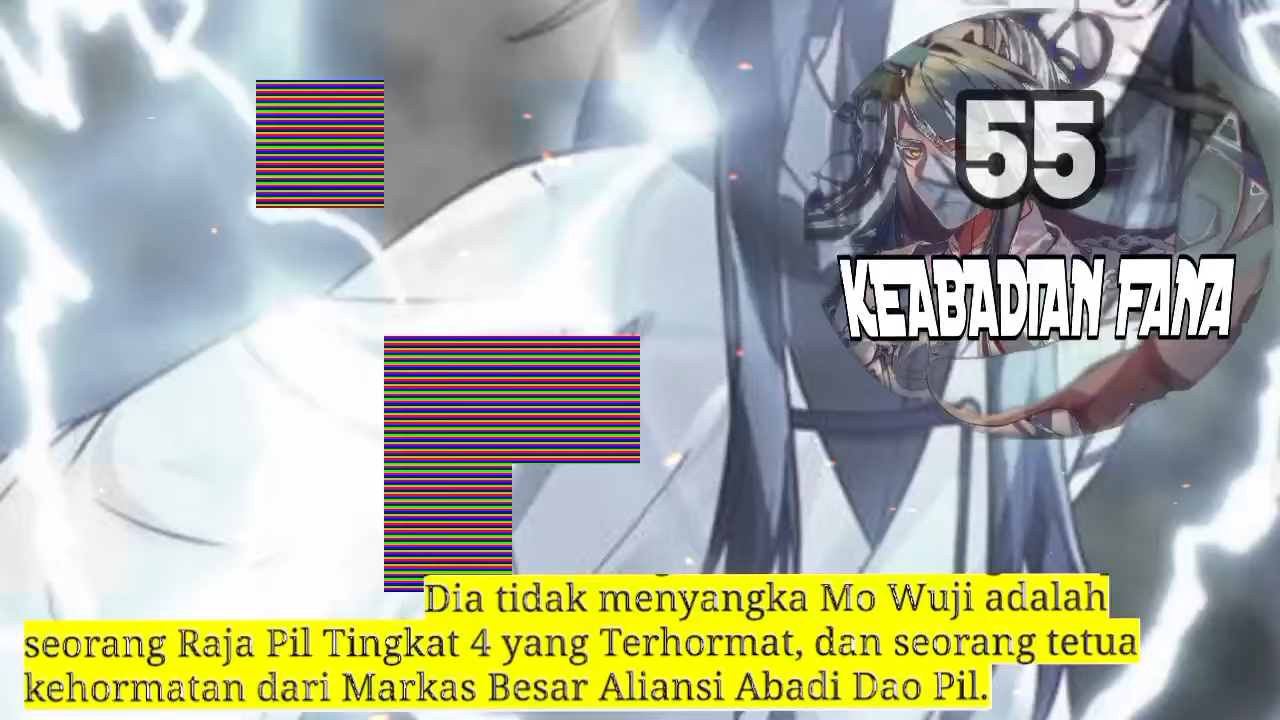 55
KEABADIAN FANA
Dia tidak menyangka Mo Wuji adalah
seorang Raja Pil Tingkat 4 yang Terhormat, dan seorang tetua
kehormatan dari Markas Besar Aliansi Abadi Dao Pil.